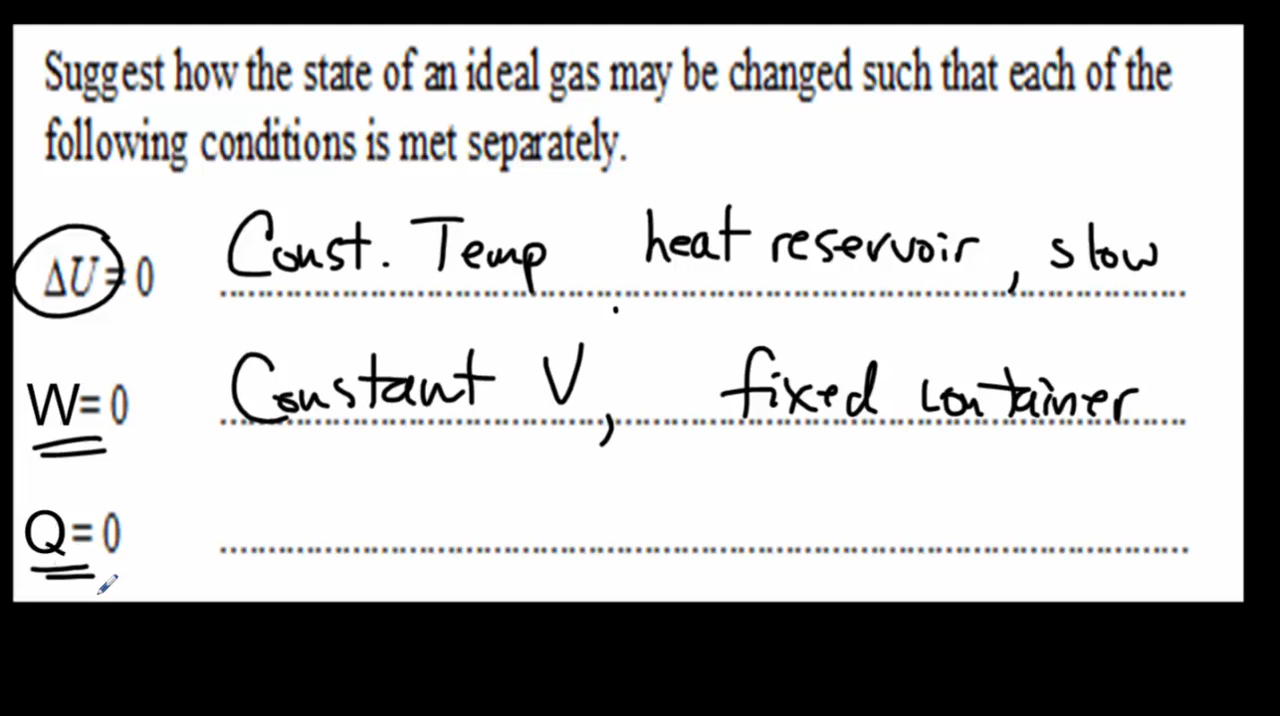 Suggest how the state of an ideal gas may be changed such that each of the
following conditions is met separately.
ΔU = 0 Const. Temp heat reservoir, slow
W = 0 Constant V, fixed container
Q = 0